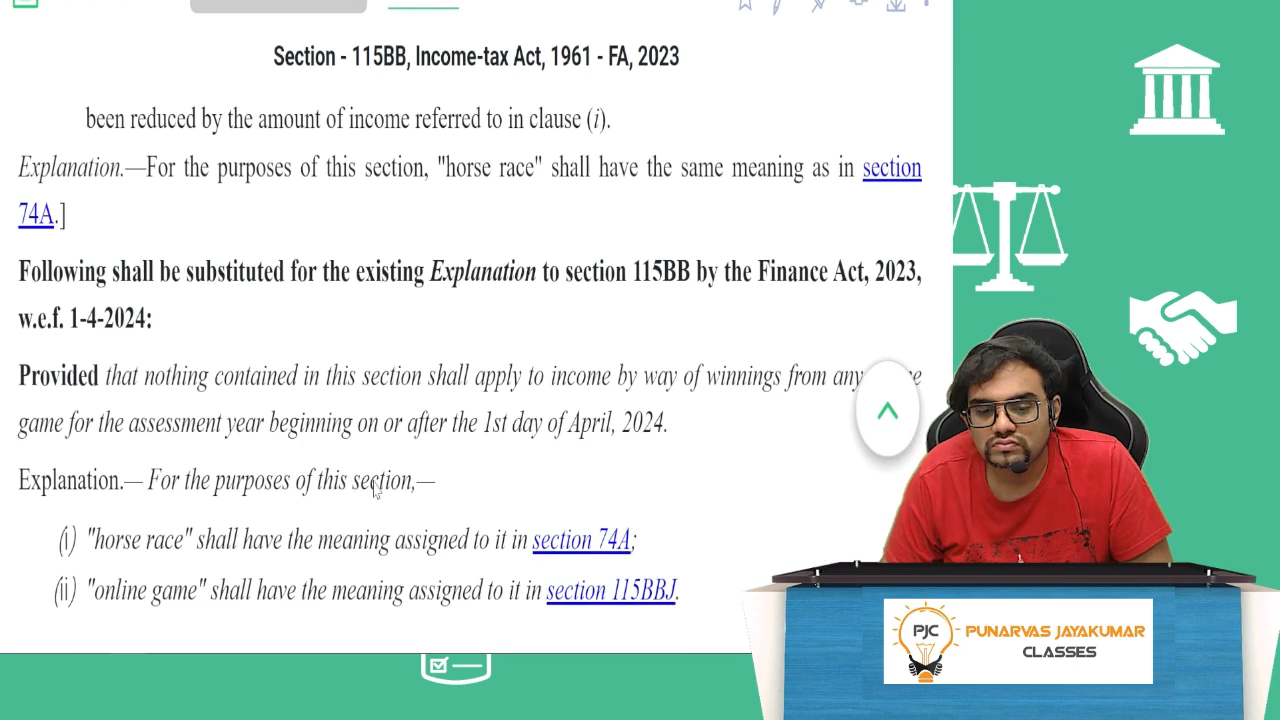 Section - 115BB, Income-tax Act, 1961 - FA, 2023
been reduced by the amount of income referred to in clause (i).
Explanation.—For the purposes of this section, "horse race" shall have the same meaning as in section
74A.]
Following shall be substituted for the existing Explanation to section 115BB by the Finance Act, 2023,
w.e.f. 1-4-2024:
Provided that nothing contained in this section shall apply to income by way of winnings from any
game for the assessment year beginning on or after the 1st day of April, 2024.
Explanation.— For the purposes of this section,—
(i) "horse race" shall have the meaning assigned to it in section 74A;
(ii) "online game" shall have the meaning assigned to it in section 115BBJ.
PJC
PUNARVAS JAYAKUMAR
CLASSES